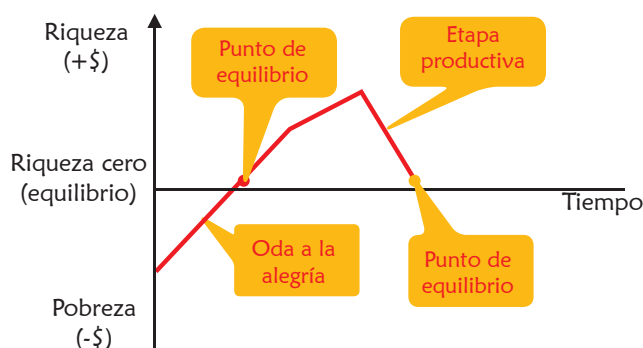 Riqueza
(+$)
Punto de
equilibrio
Etapa
productiva
Riqueza cero
(equilibrio)
Tiempo
Oda a la
alegría
Punto de
equilibrio
Pobreza
(-$)